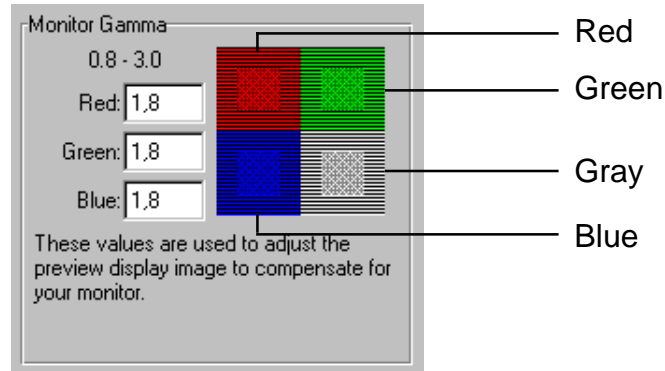 Monitor Gamma
0.8 - 3.0
Red: 1,8
Green: 1,8
Blue: 1,8
These values are used to adjust the
preview display image to compensate for
your monitor.
Red
Green
Gray
Blue